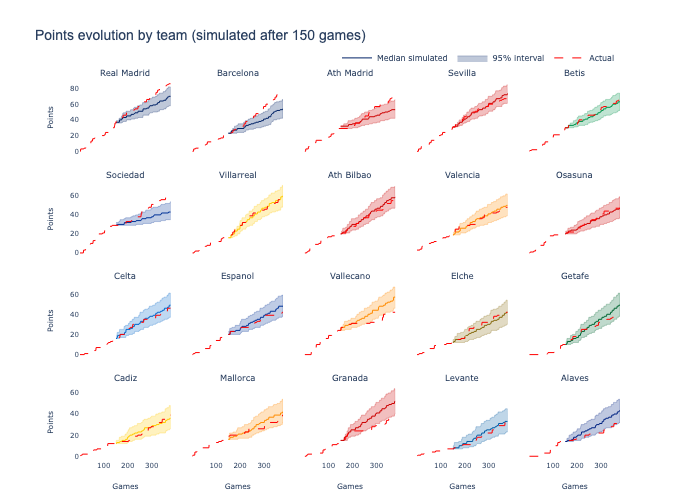 Points evolution by team (simulated after 150 games)
Median simulated 95% interval Actual
Real Madrid Barcelona Ath Madrid Sevilla Betis
80
60
40
20
0
Points
Sociedad Villarreal Ath Bilbao Valencia Osasuna
60
40
20
0
Points
Celta Espanol Vallecano Elche Getafe
60
40
20
0
Points
Cadiz Mallorca Granada Levante Alaves
60
40
20
0
Points
100 200 300 100 200 300 100 200 300 100 200 300 100 200 300
Games Games Games Games Games